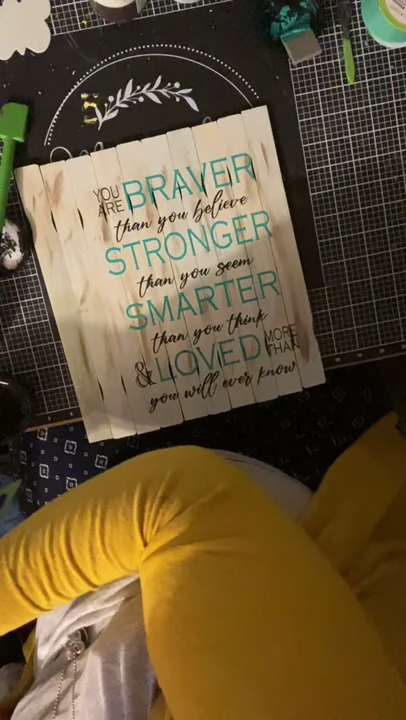 YOU ARE BRAVER
than you believe
STRONGER
than you seem
SMARTER
than you think
& LOVED MORE THAN
you will ever know